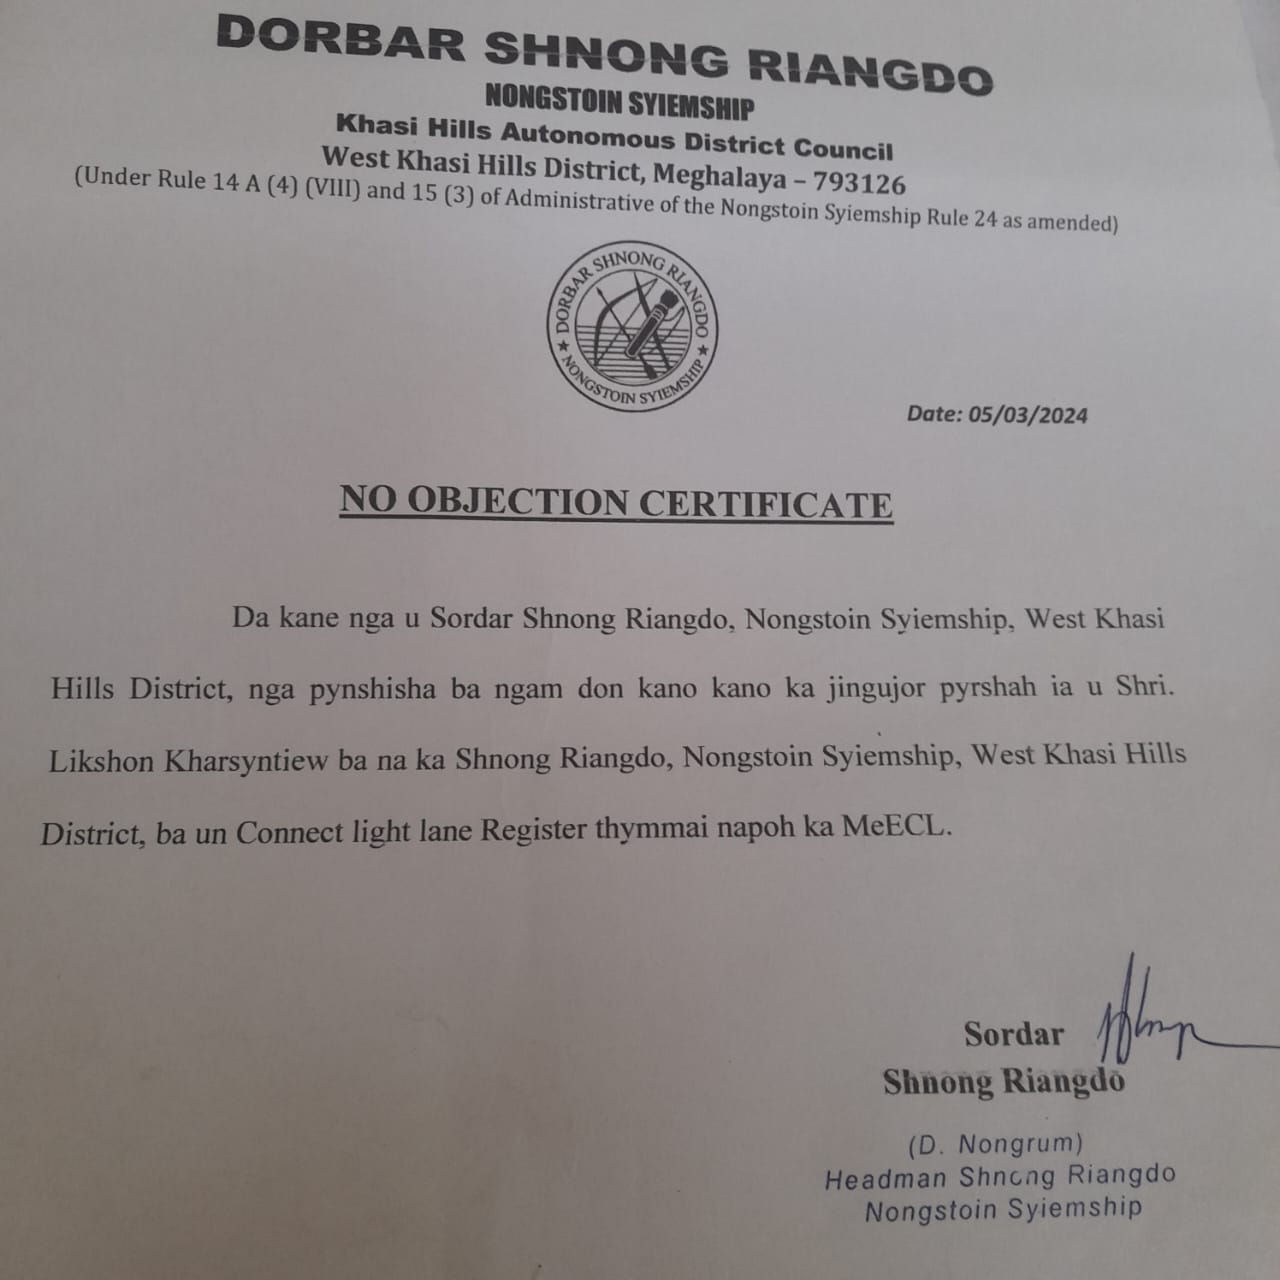 DORBAR SHNONG RIANGDO
NONGSTOIN SYIEMSHIP
Khasi Hills Autonomous District Council
West Khasi Hills District, Meghalaya – 793126
(Under Rule 14 A (4) (VIII) and 15 (3) of Administrative of the Nongstoin Syiemship Rule 24 as amended)
DORBAR SHNONG RIANGDO
★ NONGSTOIN SYIEMSHIP ★
Date: 05/03/2024
NO OBJECTION CERTIFICATE
Da kane nga u Sordar Shnong Riangdo, Nongstoin Syiemship, West Khasi
Hills District, nga pynshisha ba ngam don kano kano ka jingujor pyrshah ia u Shri.
Likshon Kharsyntiew ba na ka Shnong Riangdo, Nongstoin Syiemship, West Khasi Hills
District, ba un Connect light lane Register thymmai napoh ka MeECL.
Sordar
Shnong Riangdo
(D. Nongrum)
Headman Shnong Riangdo
Nongstoin Syiemship